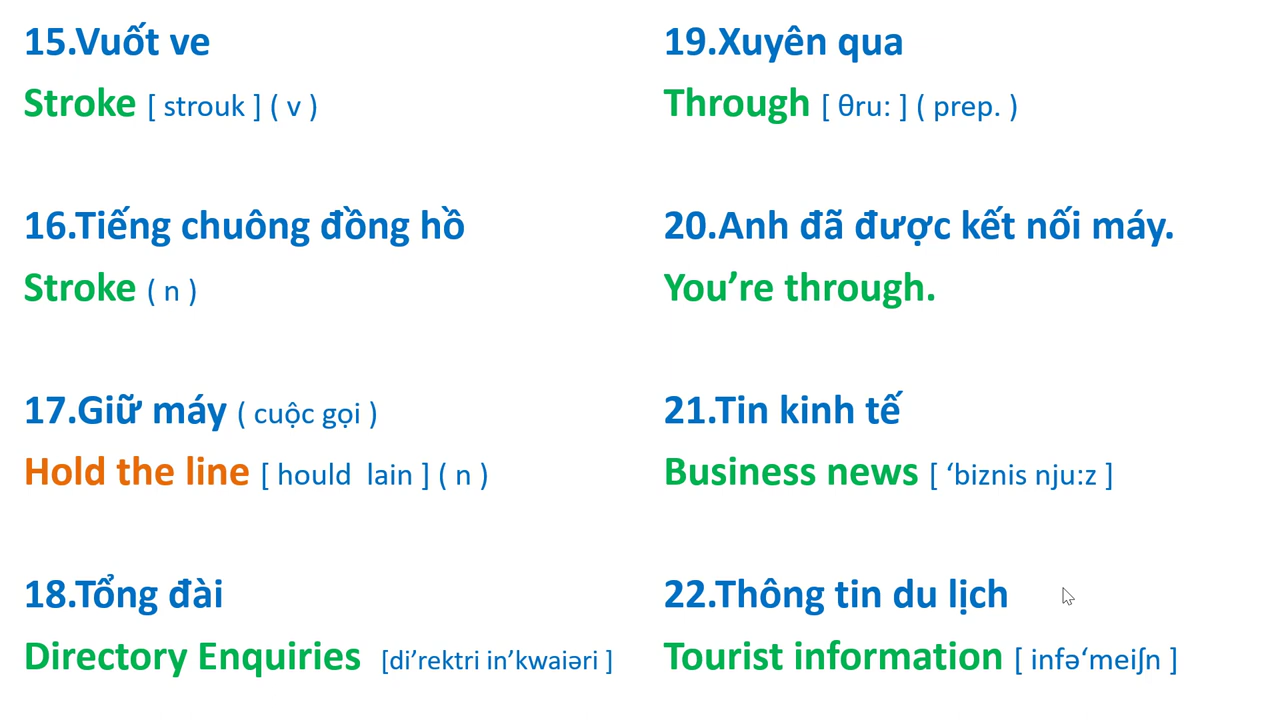 15.Vuốt ve
Stroke [ strouk ] ( v )
16.Tiếng chuông đồng hồ
Stroke ( n )
17.Giữ máy ( cuộc gọi )
Hold the line [ hould  lain ] ( n )
18.Tổng đài
Directory Enquiries [di’rektri in’kwaiəri ]
19.Xuyên qua
Through [ θru: ] ( prep. )
20.Anh đã được kết nối máy.
You’re through.
21.Tin kinh tế
Business news [ ‘biznis nju:z ]
22.Thông tin du lịch
Tourist information [ infə‘meiʃn ]